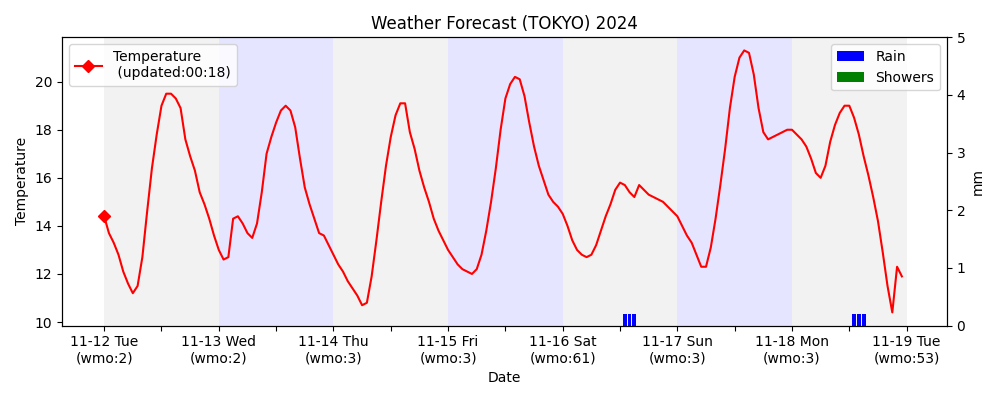 Weather Forecast (TOKYO) 2024
Temperature
(updated:00:18)
Rain
Showers
Temperature
20
18
16
14
12
10
5
4
3
2
1
0
mm
11-12 Tue
(wmo:2)
11-13 Wed
(wmo:2)
11-14 Thu
(wmo:3)
11-15 Fri
(wmo:3)
11-16 Sat
(wmo:61)
11-17 Sun
(wmo:3)
11-18 Mon
(wmo:3)
11-19 Tue
(wmo:53)
Date